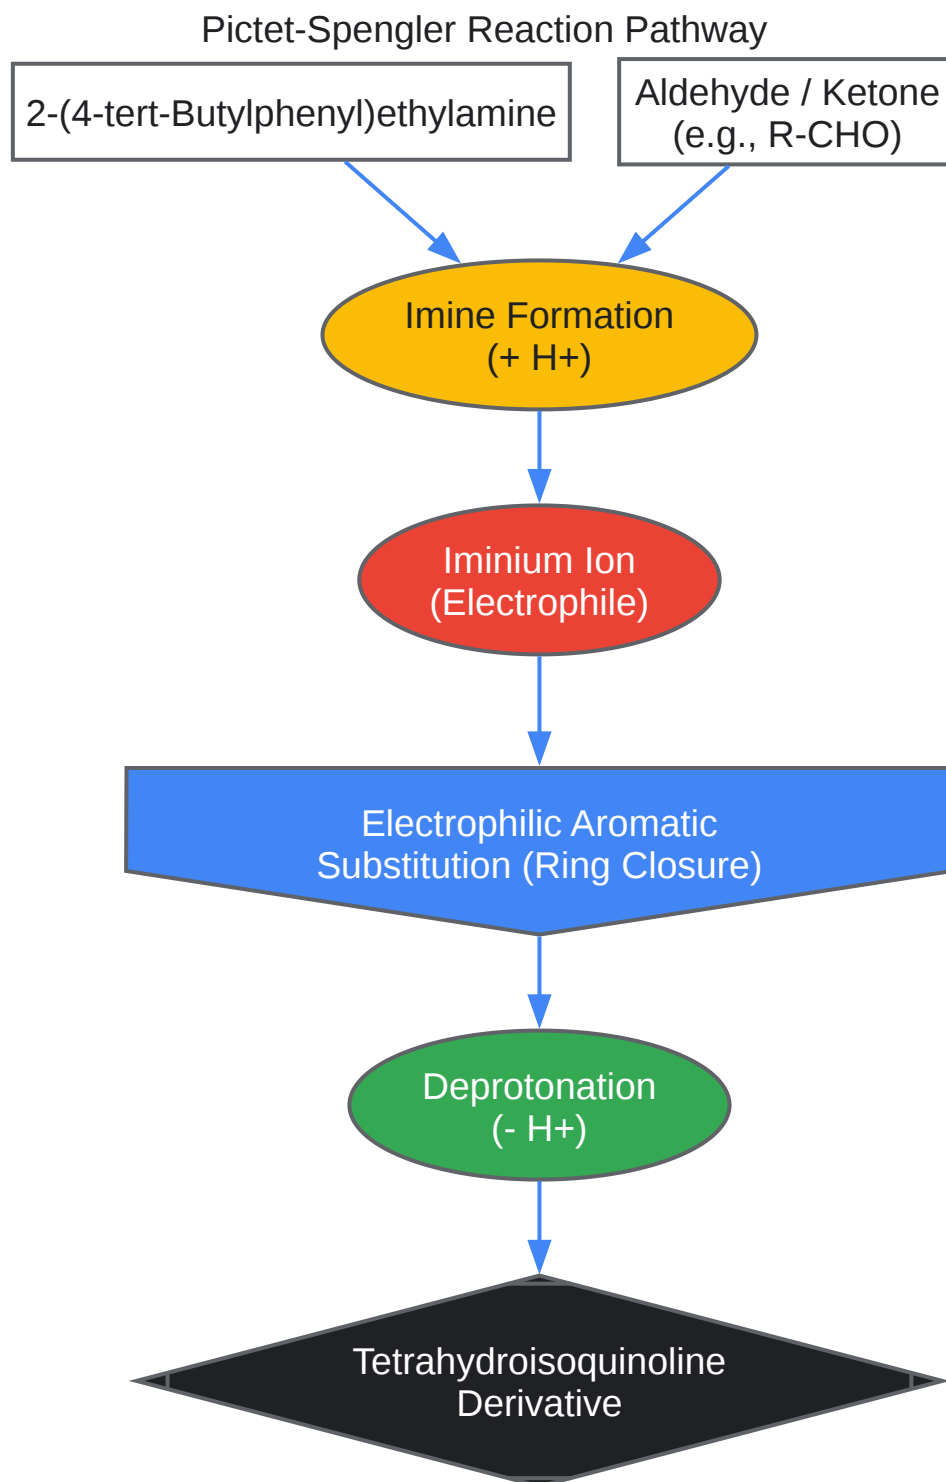 Pictet-Spengler Reaction Pathway
2-(4-tert-Butylphenyl)ethylamine
Aldehyde / Ketone
(e.g., R-CHO)
Imine Formation
(+ H+)
Iminium Ion
(Electrophile)
Electrophilic Aromatic
Substitution (Ring Closure)
Deprotonation
(- H+)
Tetrahydroisoquinoline
Derivative